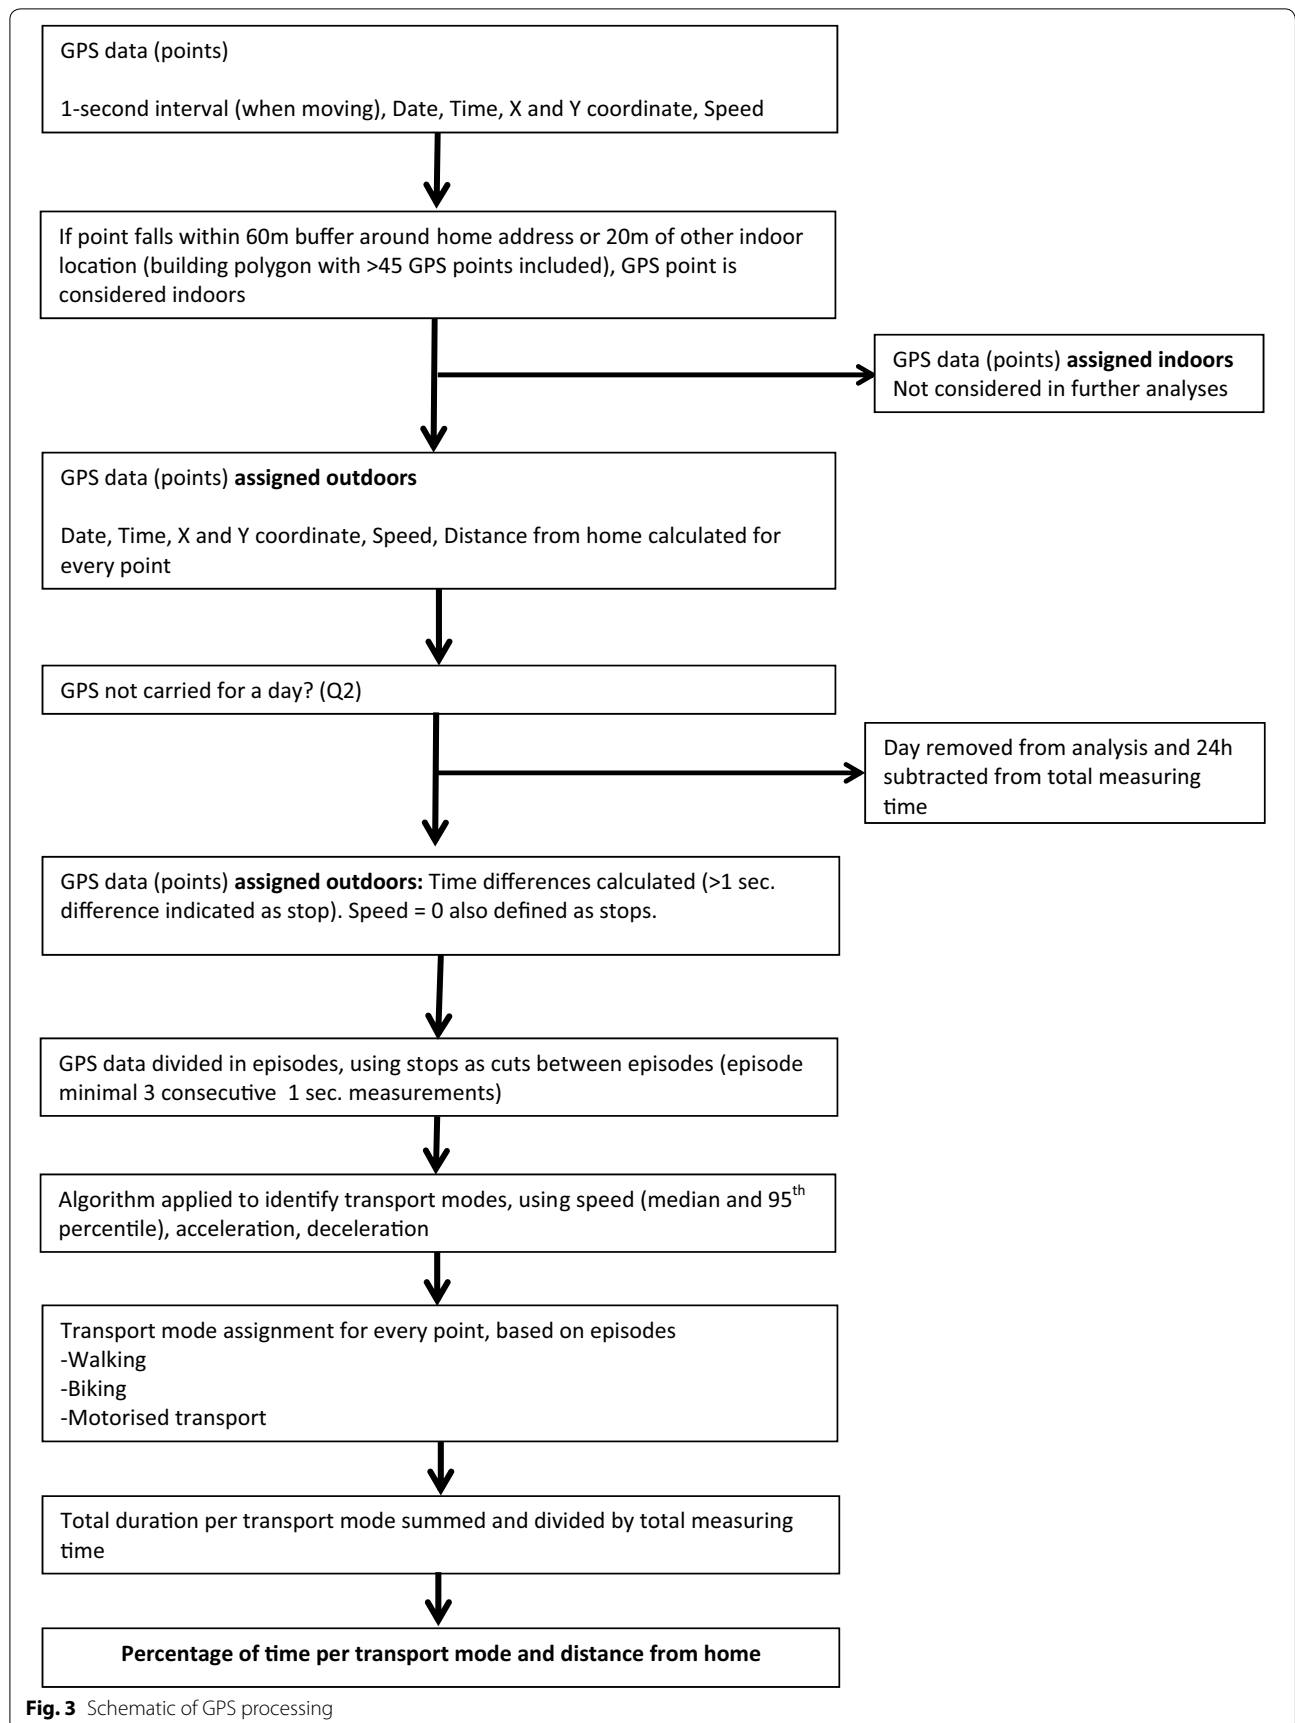 GPS data (points)
1-second interval (when moving), Date, Time, X and Y coordinate, Speed
If point falls within 60m buffer around home address or 20m of other indoor
location (building polygon with >45 GPS points included), GPS point is
considered indoors
GPS data (points) assigned indoors
Not considered in further analyses
GPS data (points) assigned outdoors
Date, Time, X and Y coordinate, Speed, Distance from home calculated for
every point
GPS not carried for a day? (Q2)
Day removed from analysis and 24h
subtracted from total measuring
time
GPS data (points) assigned outdoors: Time differences calculated (>1 sec.
difference indicated as stop). Speed = 0 also defined as stops.
GPS data divided in episodes, using stops as cuts between episodes (episode
minimal 3 consecutive  1 sec. measurements)
Algorithm applied to identify transport modes, using speed (median and 95th
percentile), acceleration, deceleration
Transport mode assignment for every point, based on episodes
-Walking
-Biking
-Motorised transport
Total duration per transport mode summed and divided by total measuring
time
Percentage of time per transport mode and distance from home
Fig. 3  Schematic of GPS processing